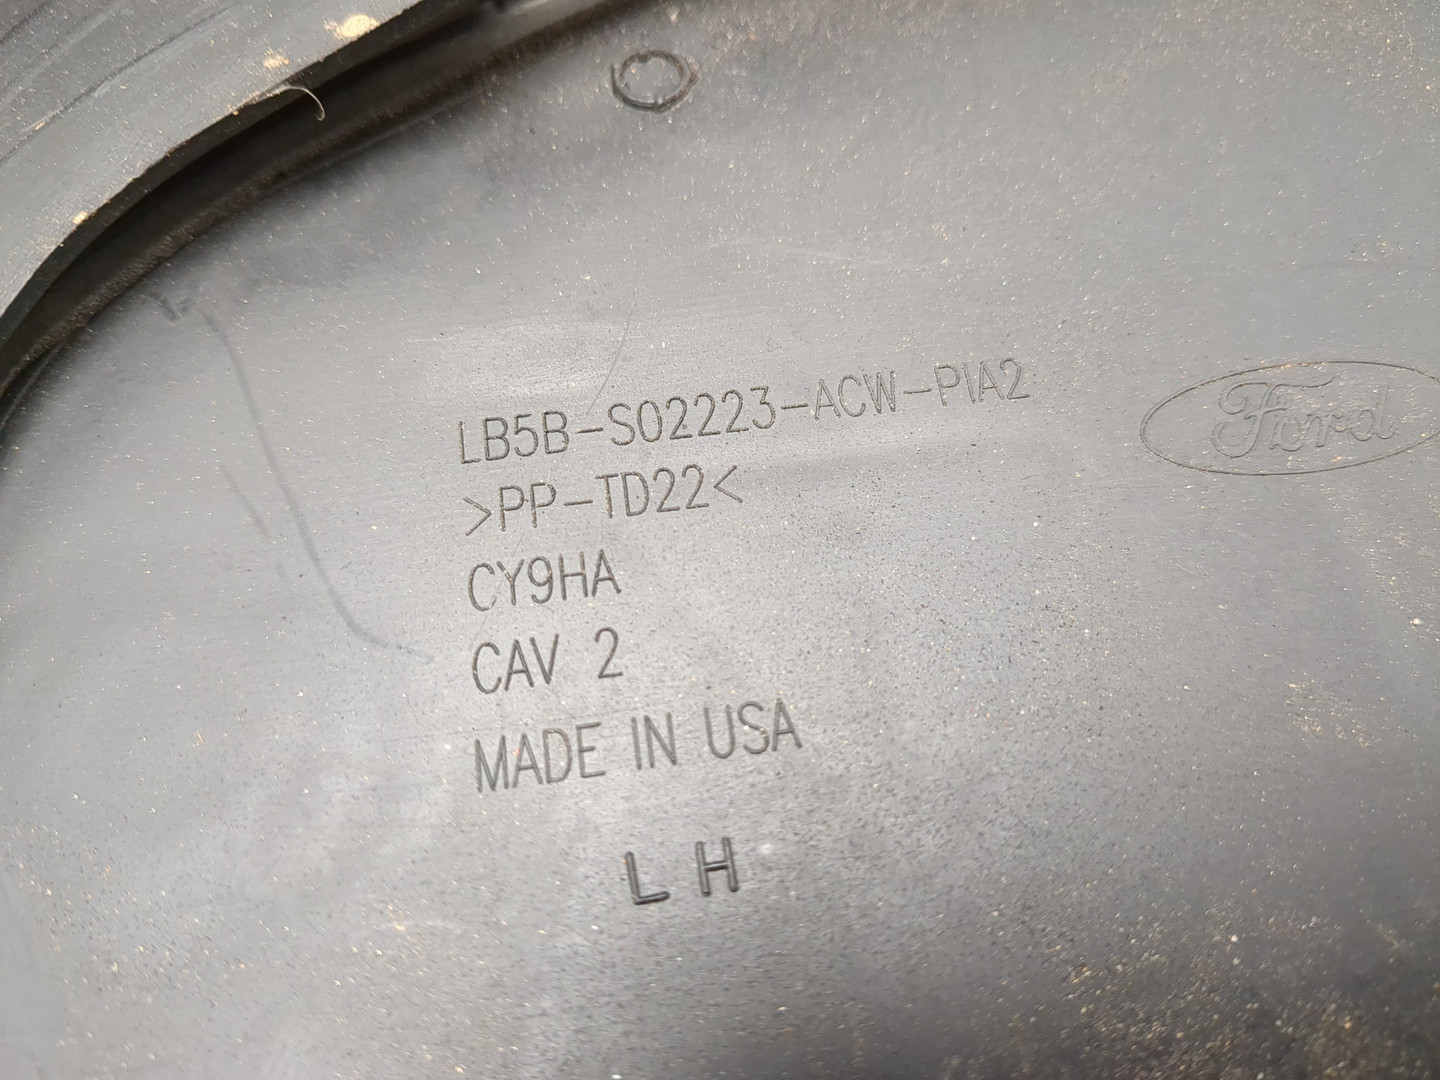 LB5B-S02223-ACW-PIA2
Ford
>PP-TD22<
CY9HA
CAV 2
MADE IN USA
L H